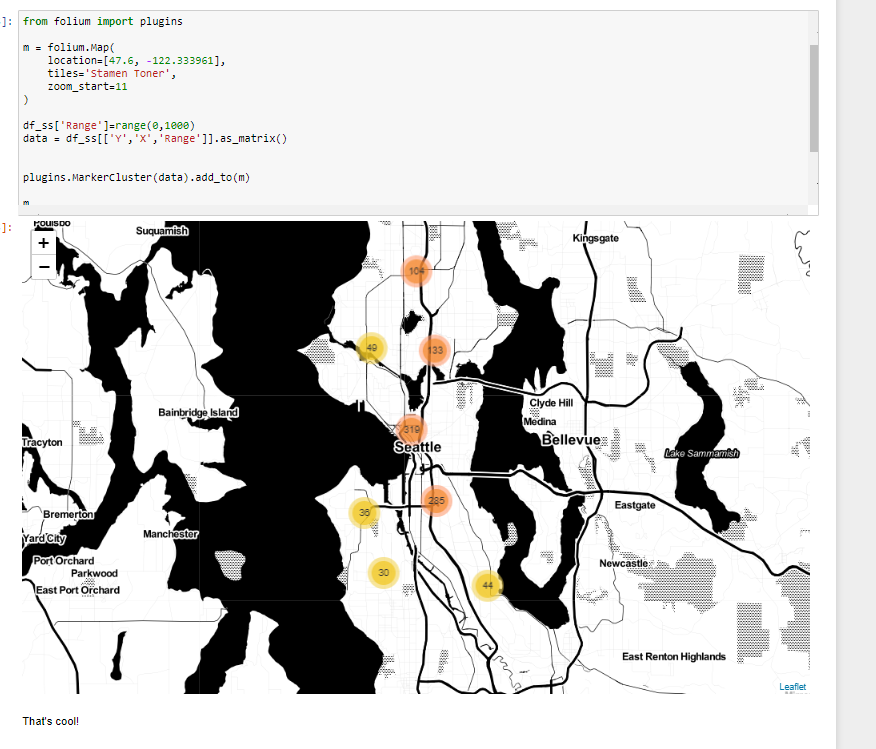 ]: from folium import plugins
m = folium.Map(
location=[47.6, -122.333961],
tiles='Stamen Toner',
zoom_start=11
)
df_ss['Range']=range(0,1000)
data = df_ss[['Y','X','Range']].as_matrix()
plugins.MarkerCluster(data).add_to(m)
m
]:
Poulsbo
Suquamish
Kingsgate
+
−
104
49
133
Clyde Hill
Bainbridge Island
Medina
319
Bellevue
Tracyton
Seattle
Lake Sammamish
285
Eastgate
36
Bremerton
Manchester
Yard City
Port Orchard
Newcastle
Parkwood
30
44
East Port Orchard
East Renton Highlands
Leaflet
That's cool!